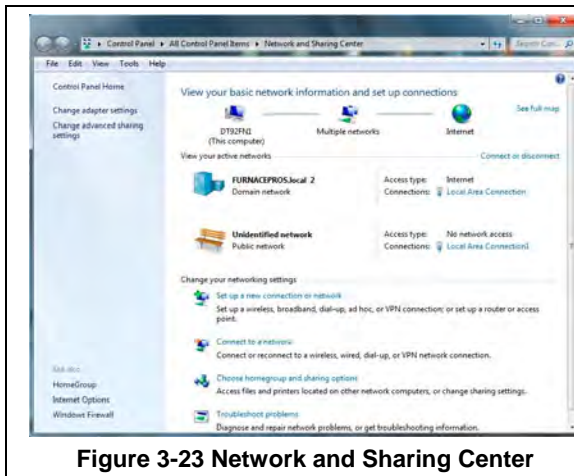 Control Panel ▸ All Control Panel Items ▸ Network and Sharing Center
File Edit View Tools Help
Control Panel Home
Change adapter settings
Change advanced sharing
settings
View your basic network information and set up connections
See full map
DT92FN1
(This computer)
Multiple networks
Internet
View your active networks
Connect or disconnect
FURNACEPROS.local 2
Domain network
Access type: Internet
Connections: Local Area Connection
Unidentified network
Public network
Access type: No network access
Connections: Local Area Connection1
Change your networking settings
Set up a new connection or network
Set up a wireless, broadband, dial-up, ad hoc, or VPN connection; or set up a router or access
point.
Connect to a network
Connect or reconnect to a wireless, wired, dial-up, or VPN network connection.
Choose homegroup and sharing options
Access files and printers located on other network computers, or change sharing settings.
Troubleshoot problems
Diagnose and repair network problems, or get troubleshooting information.
See also
HomeGroup
Internet Options
Windows Firewall
Figure 3-23 Network and Sharing Center